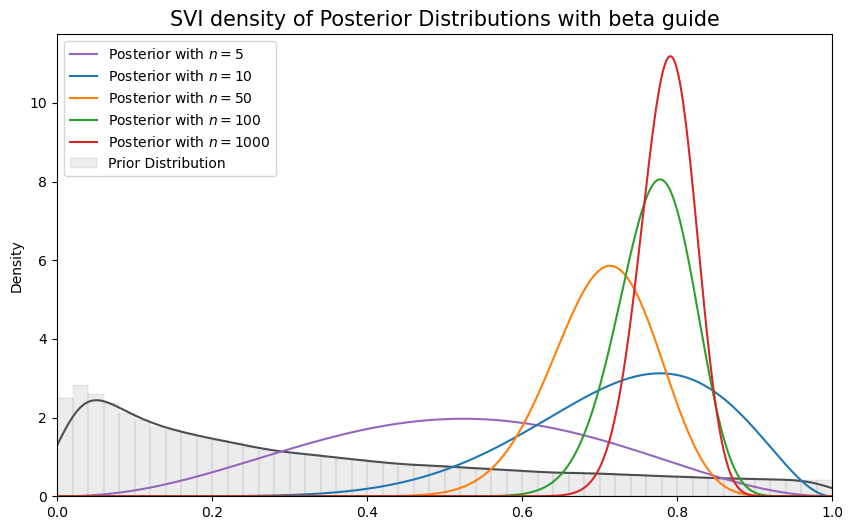 SVI density of Posterior Distributions with beta guide
Posterior with n = 5
Posterior with n = 10
Posterior with n = 50
Posterior with n = 100
Posterior with n = 1000
Prior Distribution
Density
10
8
6
4
2
0
0.0 0.2 0.4 0.6 0.8 1.0